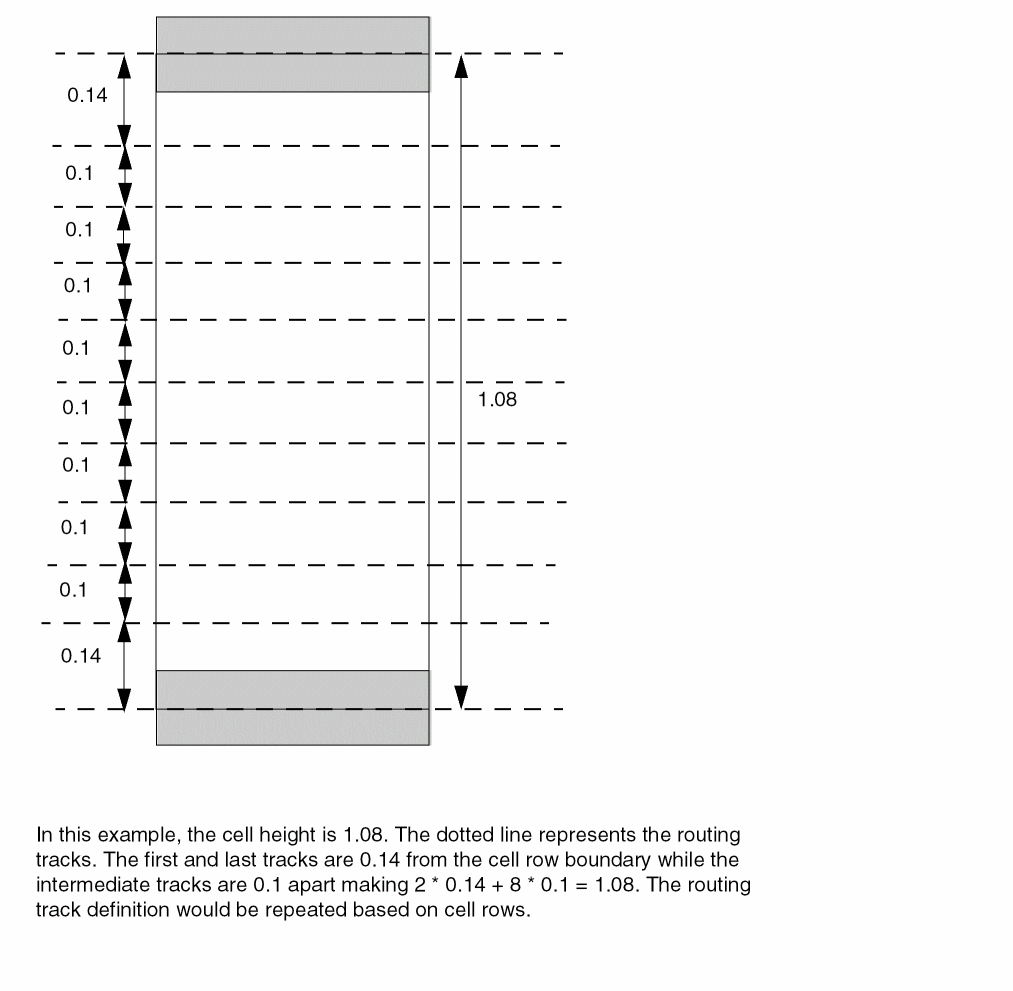 0.14
0.1
0.1
0.1
0.1
0.1
1.08
0.1
0.1
0.1
0.14
In this example, the cell height is 1.08. The dotted line represents the routing
tracks. The first and last tracks are 0.14 from the cell row boundary while the
intermediate tracks are 0.1 apart making 2 * 0.14 + 8 * 0.1 = 1.08. The routing
track definition would be repeated based on cell rows.